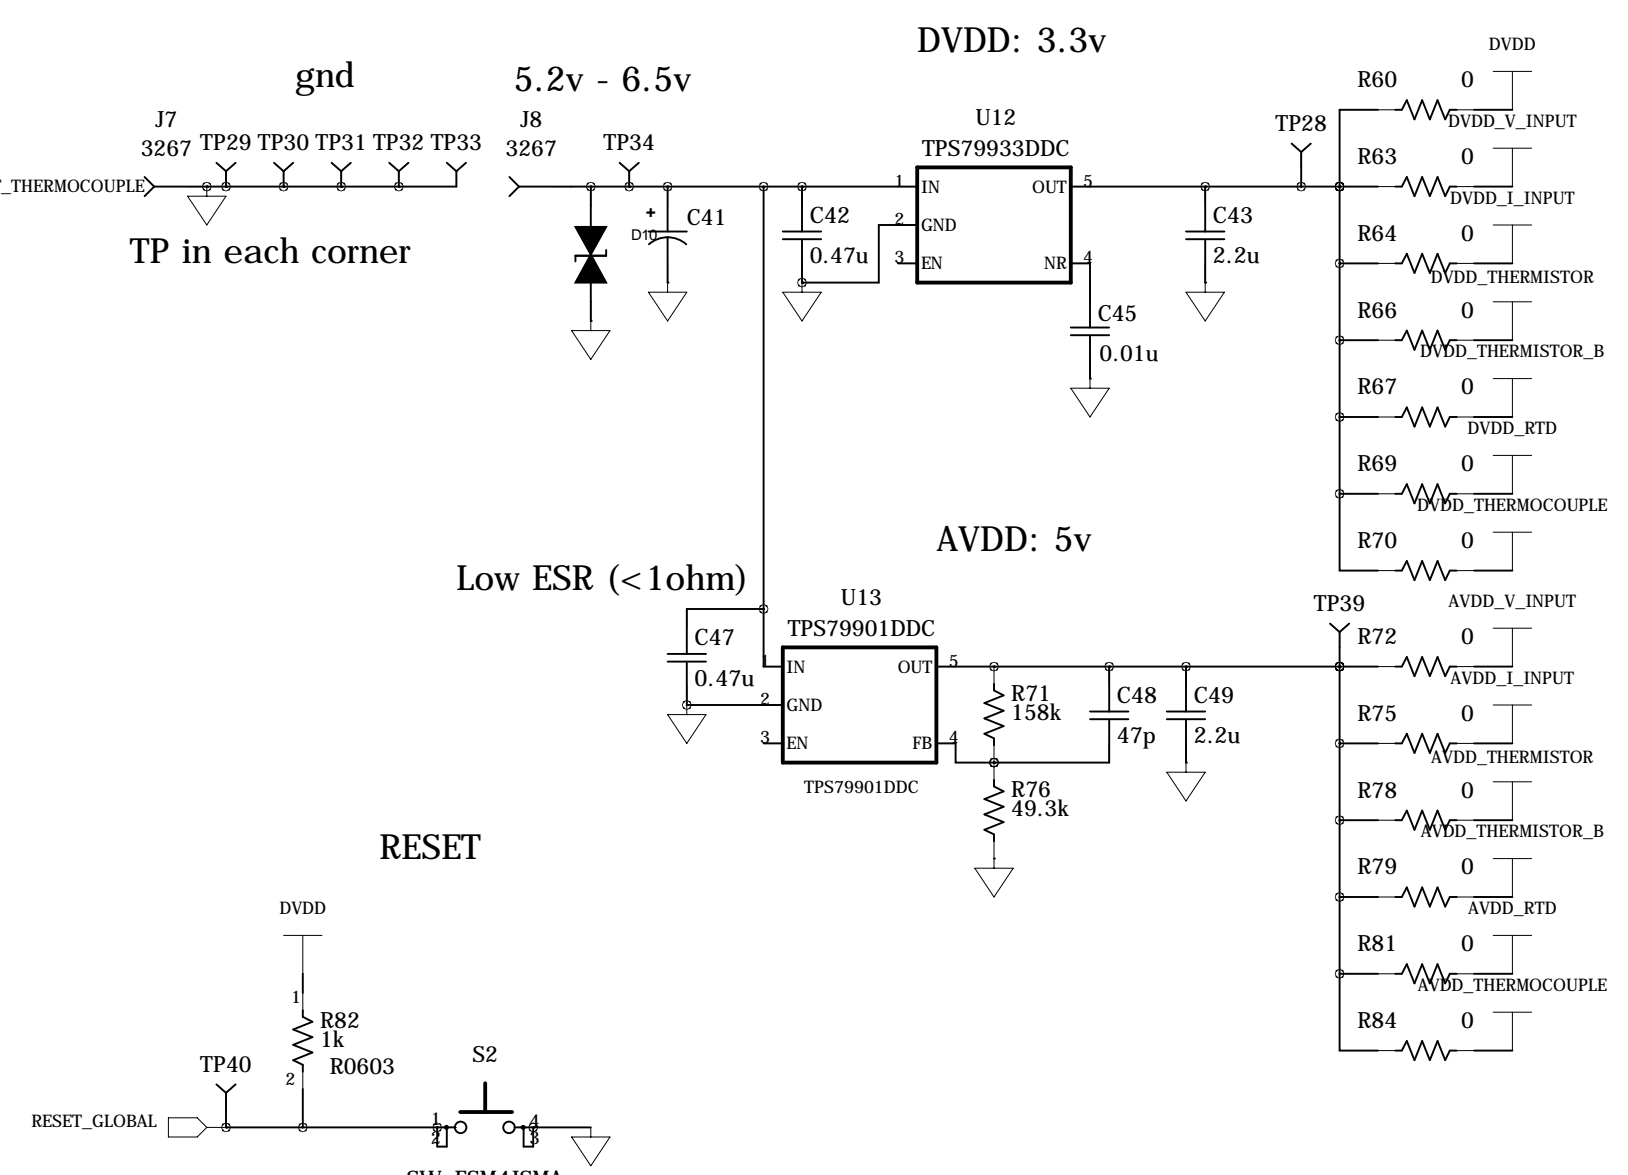 DVDD: 3.3v
DVDD
gnd
5.2v - 6.5v
R60 0
J7
J8
U12
DVDD_V_INPUT
3267 TP29 TP30 TP31 TP32 TP33
3267
TP34
TPS79933DDC
TP28
R63 0
_THERMOCOUPLE
1 IN OUT 5
DVDD_I_INPUT
+
D10
C41
C42
0.47u
2 GND
C43
2.2u
R64 0
TP in each corner
3 EN NR 4
DVDD_THERMISTOR
C45
0.01u
R66 0
DVDD_THERMISTOR_B
R67 0
DVDD_RTD
R69 0
DVDD_THERMOCOUPLE
AVDD: 5v
R70 0
Low ESR (<1ohm)
U13
TPS79901DDC
TP39
AVDD_V_INPUT
C47
0.47u
R72 0
1 IN OUT 5
AVDD_I_INPUT
2 GND
R71
158k
C48
47p
C49
2.2u
R75 0
3 EN FB 4
AVDD_THERMISTOR
TPS79901DDC
R76
49.3k
R78 0
AVDD_THERMISTOR_B
RESET
R79 0
DVDD
AVDD_RTD
R81 0
AVDD_THERMOCOUPLE
1
R82
1k
R0603
2
R84 0
TP40
S2
RESET_GLOBAL
1 4
2 3